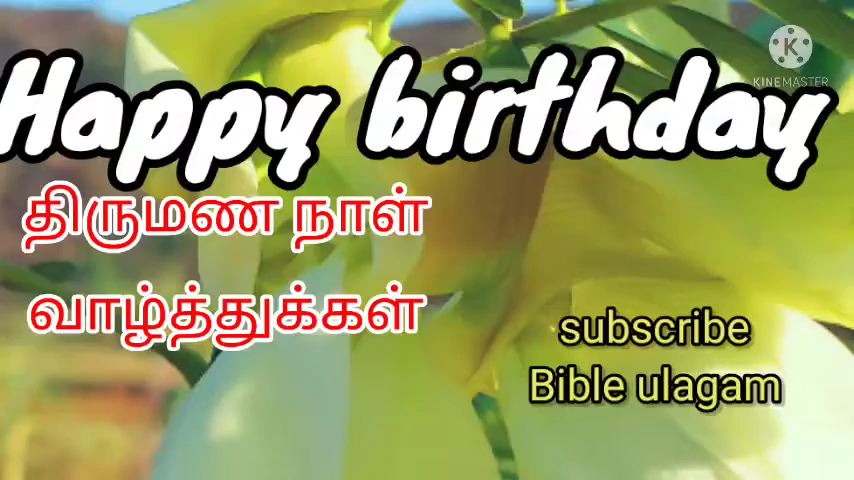 Happy birthday
KINEMASTER
திருமண நாள்
வாழ்த்துக்கள்
subscribe
Bible ulagam